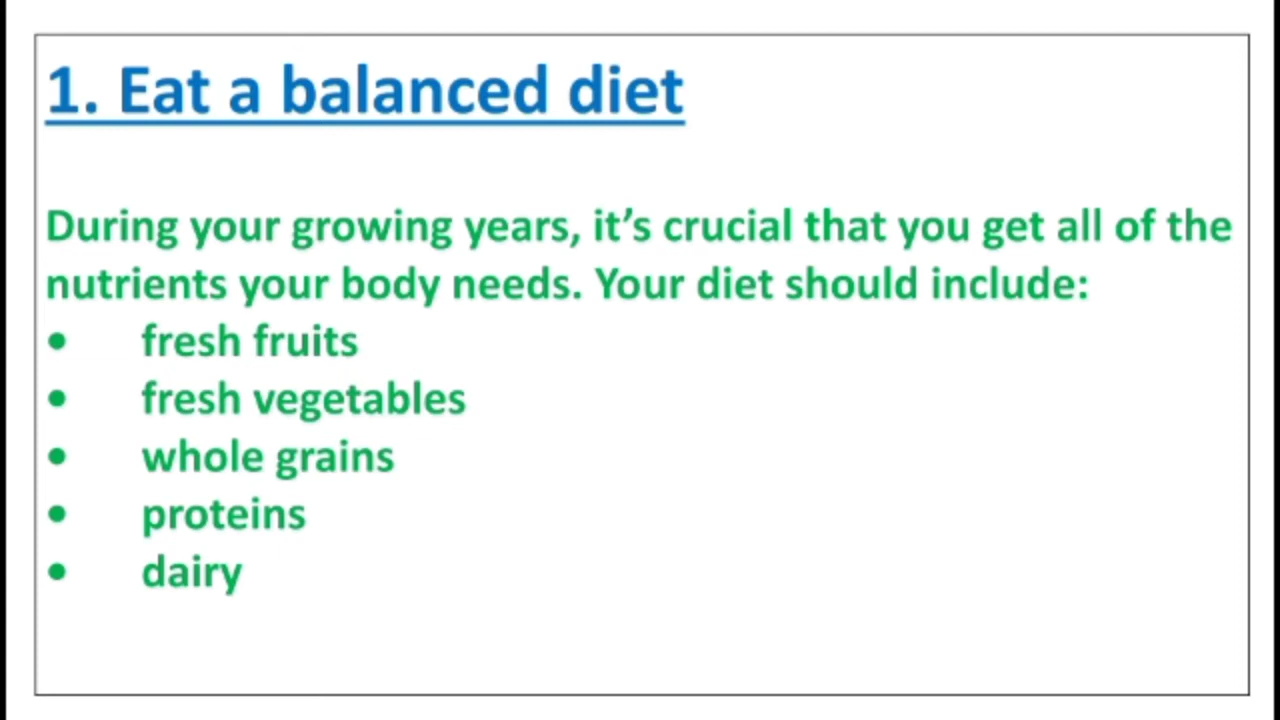 1. Eat a balanced diet
During your growing years, it’s crucial that you get all of the
nutrients your body needs. Your diet should include:
• fresh fruits
• fresh vegetables
• whole grains
• proteins
• dairy